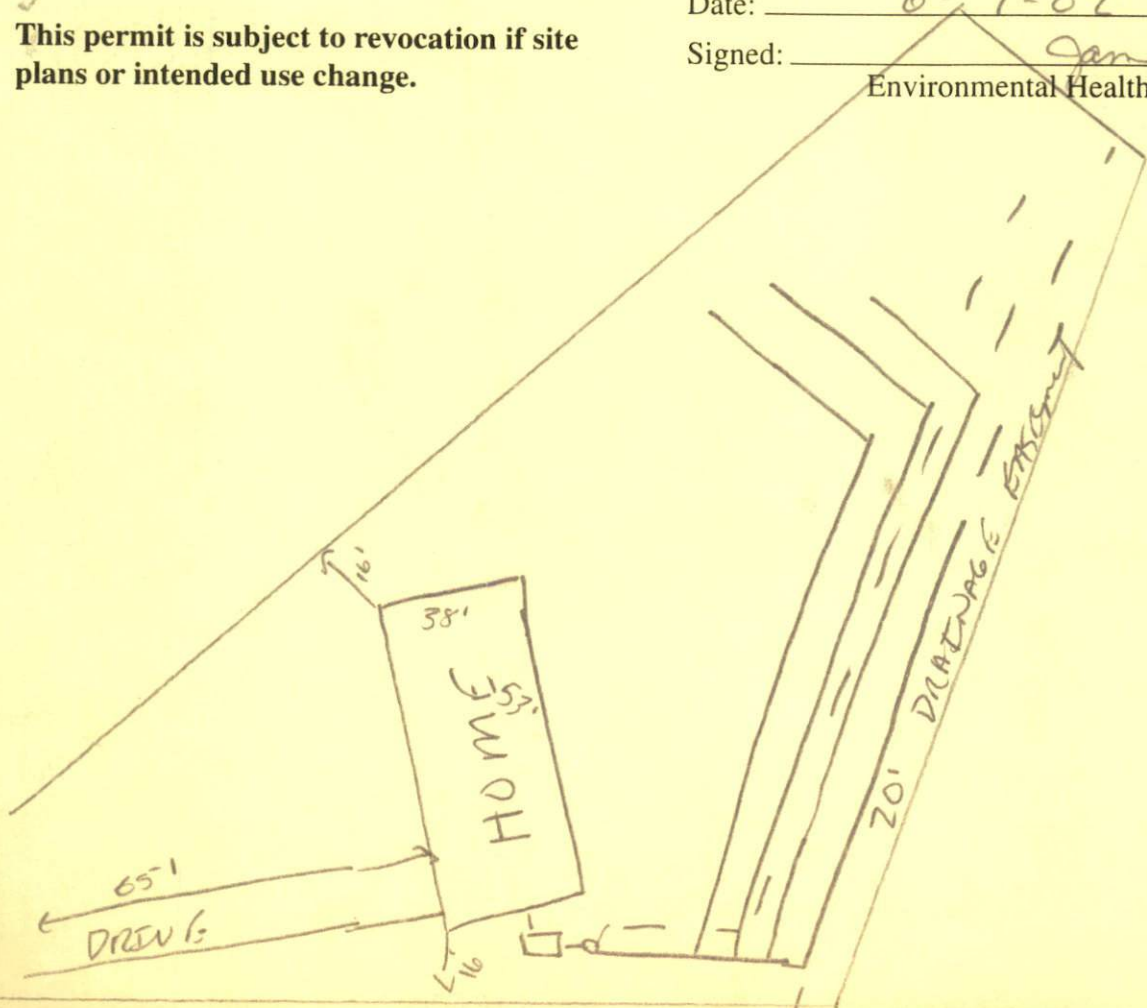 Date:
This permit is subject to revocation if site
plans or intended use change.
Signed: Jam
Environmental Health
16'
38'
53'
HOME
20' DRAINAGE EASEMENT
65'
DRIVE
16